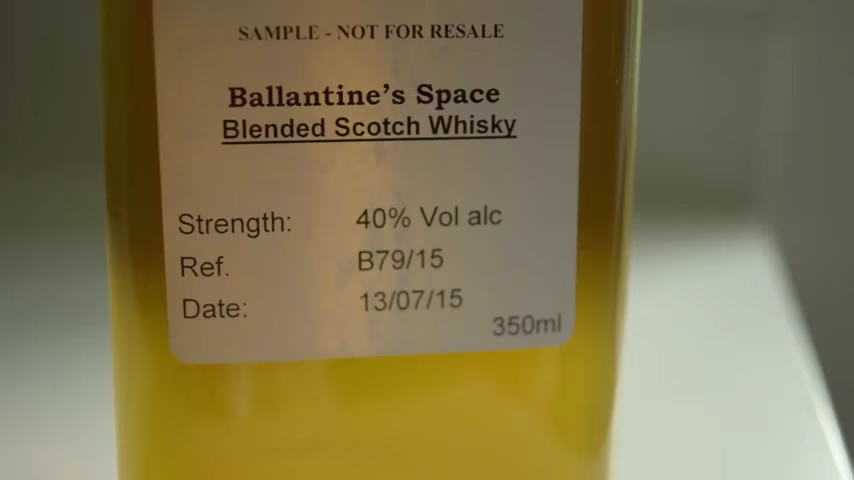 SAMPLE - NOT FOR RESALE
Ballantine's Space
Blended Scotch Whisky
Strength: 40% Vol alc
Ref. B79/15
Date: 13/07/15
350ml